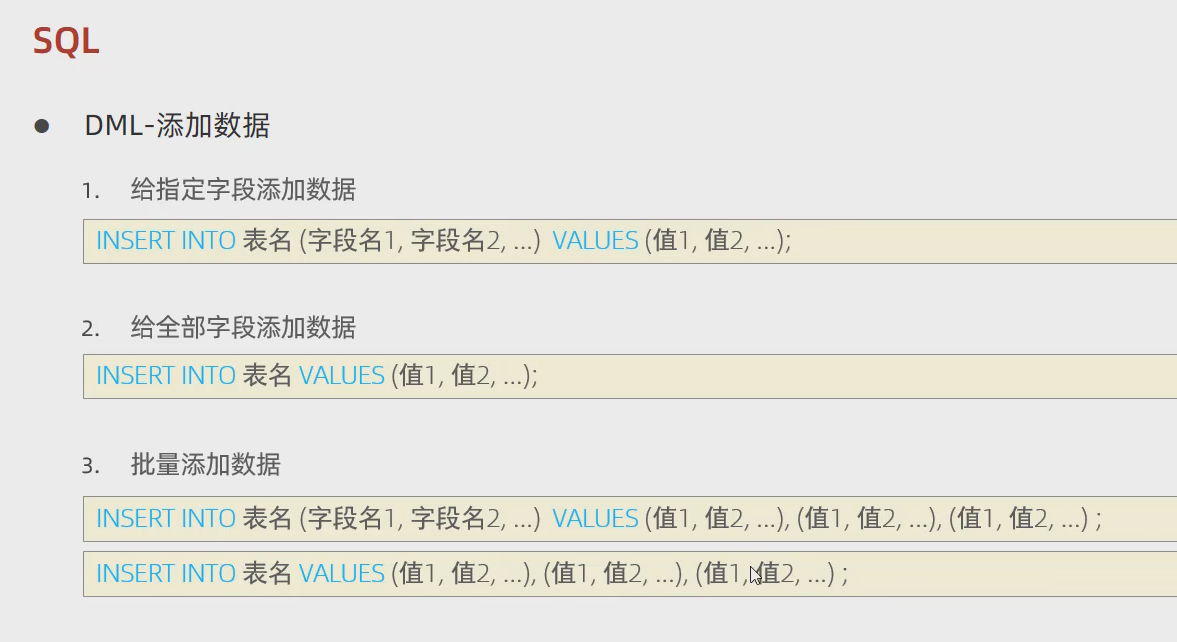 SQL
DML-添加数据
1. 给指定字段添加数据
INSERT INTO 表名 (字段名1, 字段名2, ...) VALUES (值1, 值2, ...);
2. 给全部字段添加数据
INSERT INTO 表名 VALUES (值1, 值2, ...);
3. 批量添加数据
INSERT INTO 表名 (字段名1, 字段名2, ...) VALUES (值1, 值2, ...), (值1, 值2, ...), (值1, 值2, ...) ;
INSERT INTO 表名 VALUES (值1, 值2, ...), (值1, 值2, ...), (值1, 值2, ...) ;